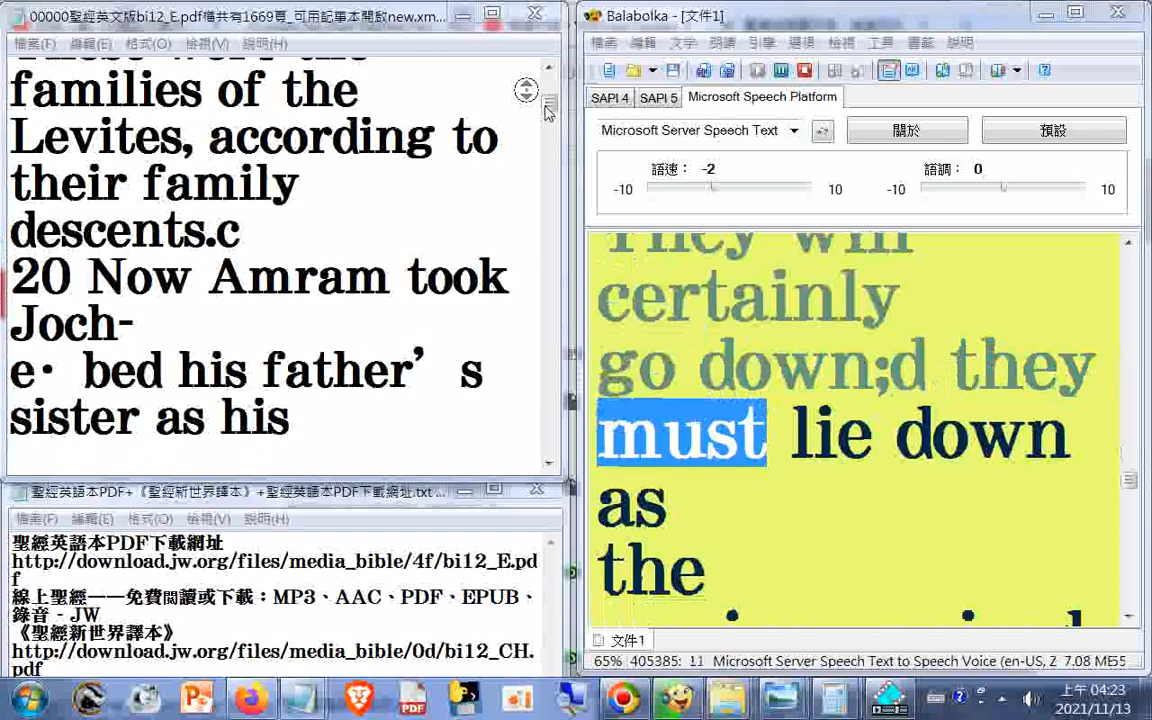 00000聖經英文版bi12_E.pdf檔共有1669頁_可用記事本開啟new.xm...
檔案(F) 編輯(E) 格式(O) 檢視(V) 說明(H)
These were the
families of the
Levites, according to
their family
descents.c
20 Now Amram took
Joch-
e· bed his father’s
sister as his
聖經英語本PDF+《聖經新世界譯本》+聖經英語本PDF下載網址.txt ...
檔案(F) 編輯(E) 格式(O) 檢視(V) 說明(H)
聖經英語本PDF下載網址
http://download.jw.org/files/media_bible/4f/bi12_E.pd
f
線上聖經——免費閱讀或下載：MP3、AAC、PDF、EPUB、
錄音 - JW
《聖經新世界譯本》
http://download.jw.org/files/media_bible/0d/bi12_CH.
pdf
Balabolka - [文件1]
檔案 編輯 文字 朗讀 引擎 選項 檢視 工具 書籤 說明
SAPI 4 SAPI 5 Microsoft Speech Platform
Microsoft Server Speech Text 關於 預設
語速： -2 語調： 0
-10 10 -10 10
They will
certainly
go down;d they
must lie down
as
the
文件1
65% 405385: 11 Microsoft Server Speech Text to Speech Voice (en-US, Z 7.08 ME55
PDF
上午 04:23
2021/11/13